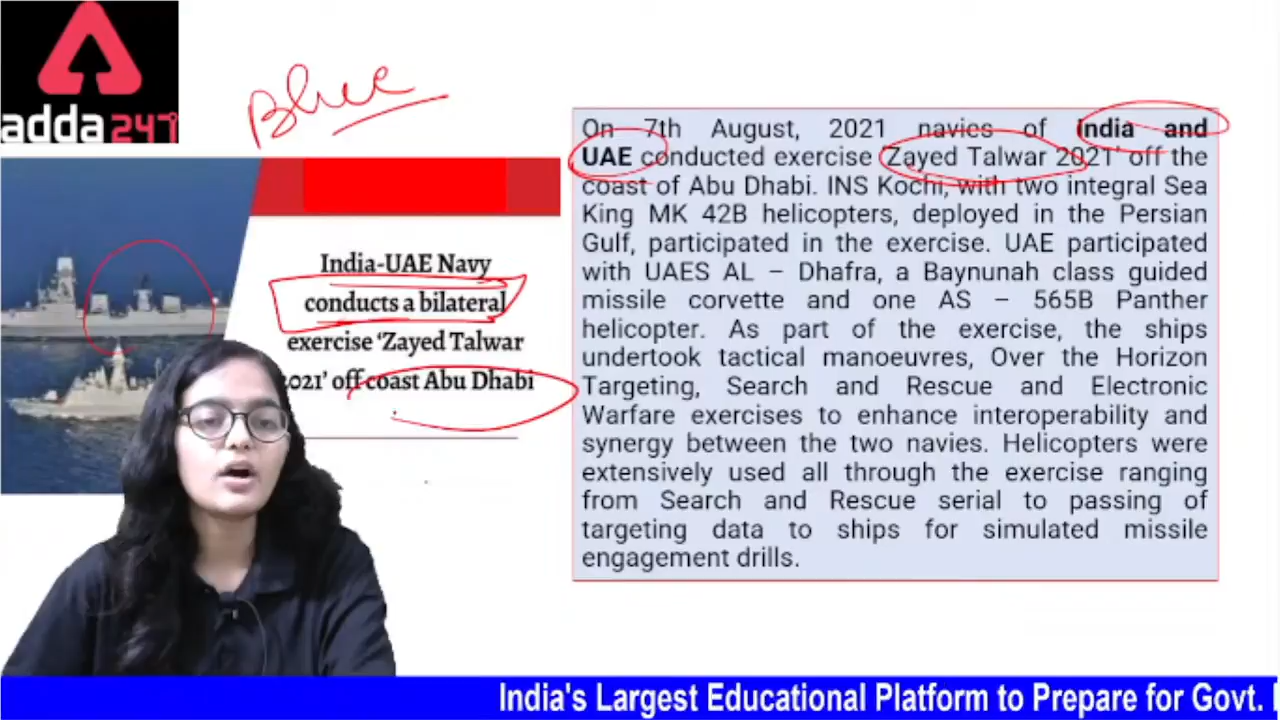 adda247
Blue
India-UAE Navy
conducts a bilateral
exercise ‘Zayed Talwar
2021’ off coast Abu Dhabi
On 7th August, 2021 navies of India and
UAE conducted exercise ‘Zayed Talwar 2021’ off the
coast of Abu Dhabi. INS Kochi, with two integral Sea
King MK 42B helicopters, deployed in the Persian
Gulf, participated in the exercise. UAE participated
with UAES AL – Dhafra, a Baynunah class guided
missile corvette and one AS – 565B Panther
helicopter. As part of the exercise, the ships
undertook tactical manoeuvres, Over the Horizon
Targeting, Search and Rescue and Electronic
Warfare exercises to enhance interoperability and
synergy between the two navies. Helicopters were
extensively used all through the exercise ranging
from Search and Rescue serial to passing of
targeting data to ships for simulated missile
engagement drills.
India's Largest Educational Platform to Prepare for Govt.